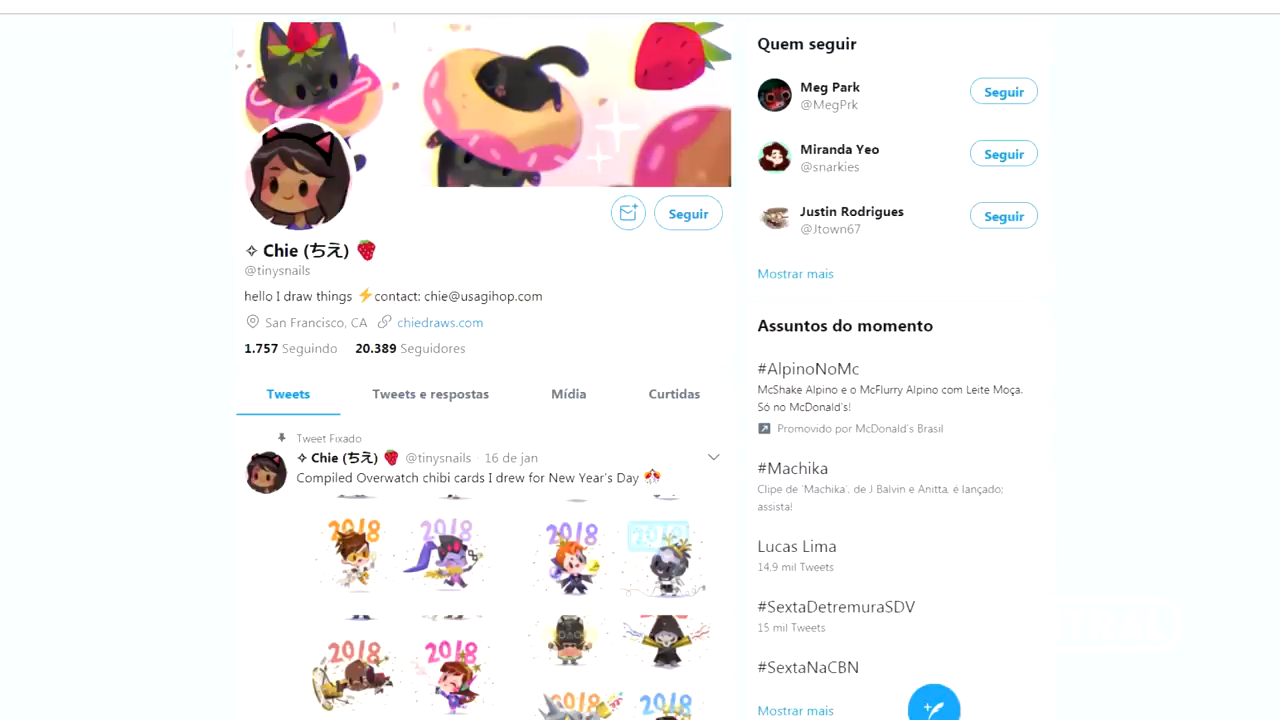 ✧ Chie (ちえ) 🍓
@tinysnails
hello I draw things ⚡contact: chie@usagihop.com
San Francisco, CA chiedraws.com
1.757 Seguindo 20.389 Seguidores
Seguir
Tweets Tweets e respostas Mídia Curtidas
Tweet Fixado
✧ Chie (ちえ) 🍓 @tinysnails · 16 de jan
Compiled Overwatch chibi cards I drew for New Year's Day 🎌
2018 2018 2018 2018
2018 2018
2018 2018
Quem seguir
Meg Park
@MegPrk
Seguir
Miranda Yeo
@snarkies
Seguir
Justin Rodrigues
@Jtown67
Seguir
Mostrar mais
Assuntos do momento
#AlpinoNoMc
McShake Alpino e o McFlurry Alpino com Leite Moça.
Só no McDonald's!
Promovido por McDonald's Brasil
#Machika
Clipe de 'Machika', de J Balvin e Anitta, é lançado;
assista!
Lucas Lima
14,9 mil Tweets
#SextaDetremuraSDV
15 mil Tweets
#SextaNaCBN
Mostrar mais